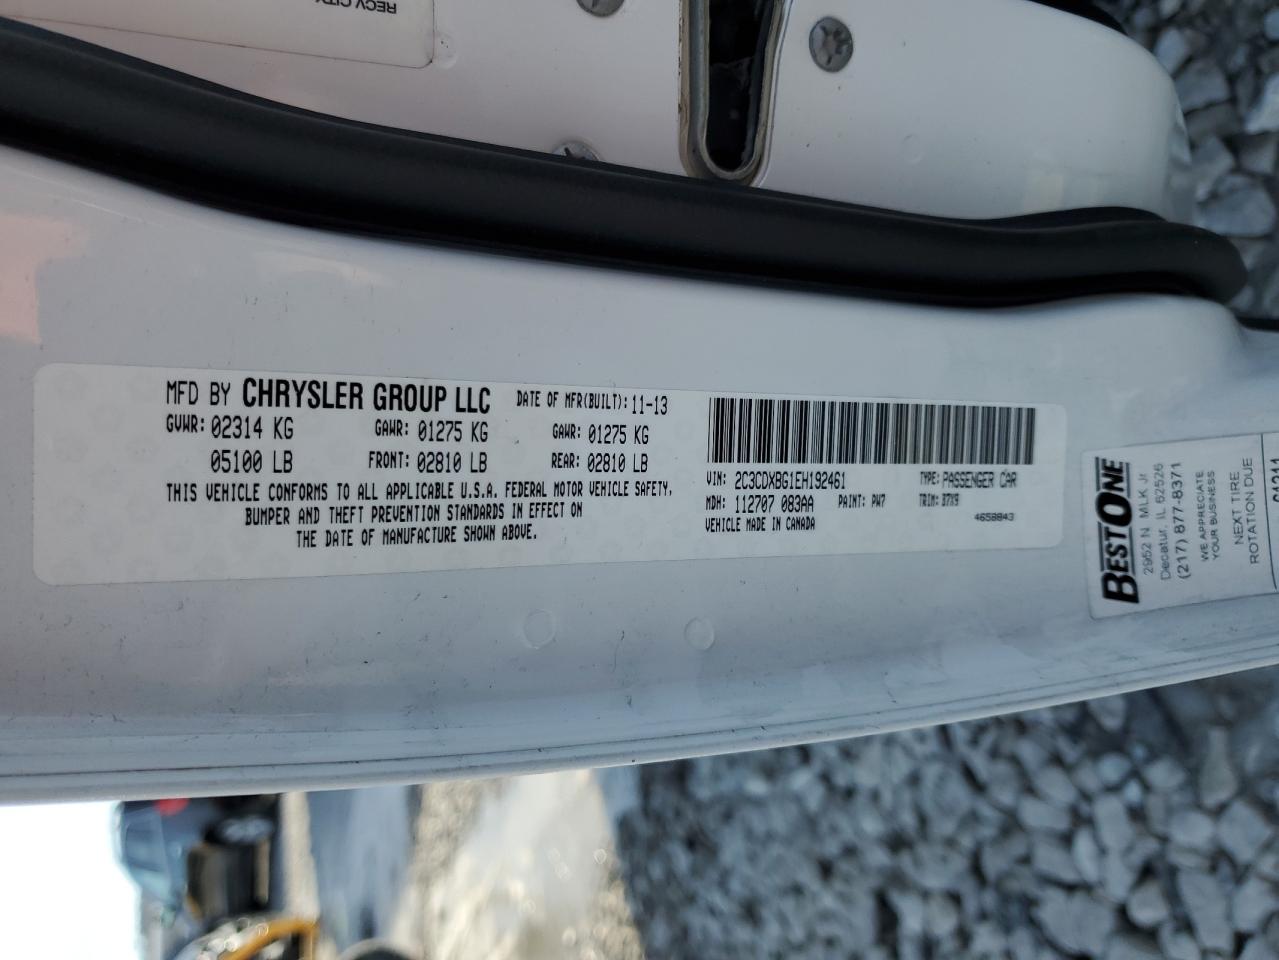 RECY CITY
MFD BY CHRYSLER GROUP LLC
DATE OF MFR(BUILT): 11-13
GVWR: 02314 KG
GAWR: 01275 KG
GAWR: 01275 KG
05100 LB
FRONT: 02810 LB
REAR: 02810 LB
THIS VEHICLE CONFORMS TO ALL APPLICABLE U.S.A. FEDERAL MOTOR VEHICLE SAFETY,
BUMPER AND THEFT PREVENTION STANDARDS IN EFFECT ON
THE DATE OF MANUFACTURE SHOWN ABOVE.
VIN: 2C3CDXBG1EH192461
TYPE: PASSENGER CAR
MDH: 112707 083AA
PAINT: PW7
TRIM: B7X9
VEHICLE MADE IN CANADA
4658843
BESTONE
2952 N MLK Jr
Decatur, IL 62526
(217) 877-8371
WE APPRECIATE
YOUR BUSINESS
NEXT TIRE
ROTATION DUE